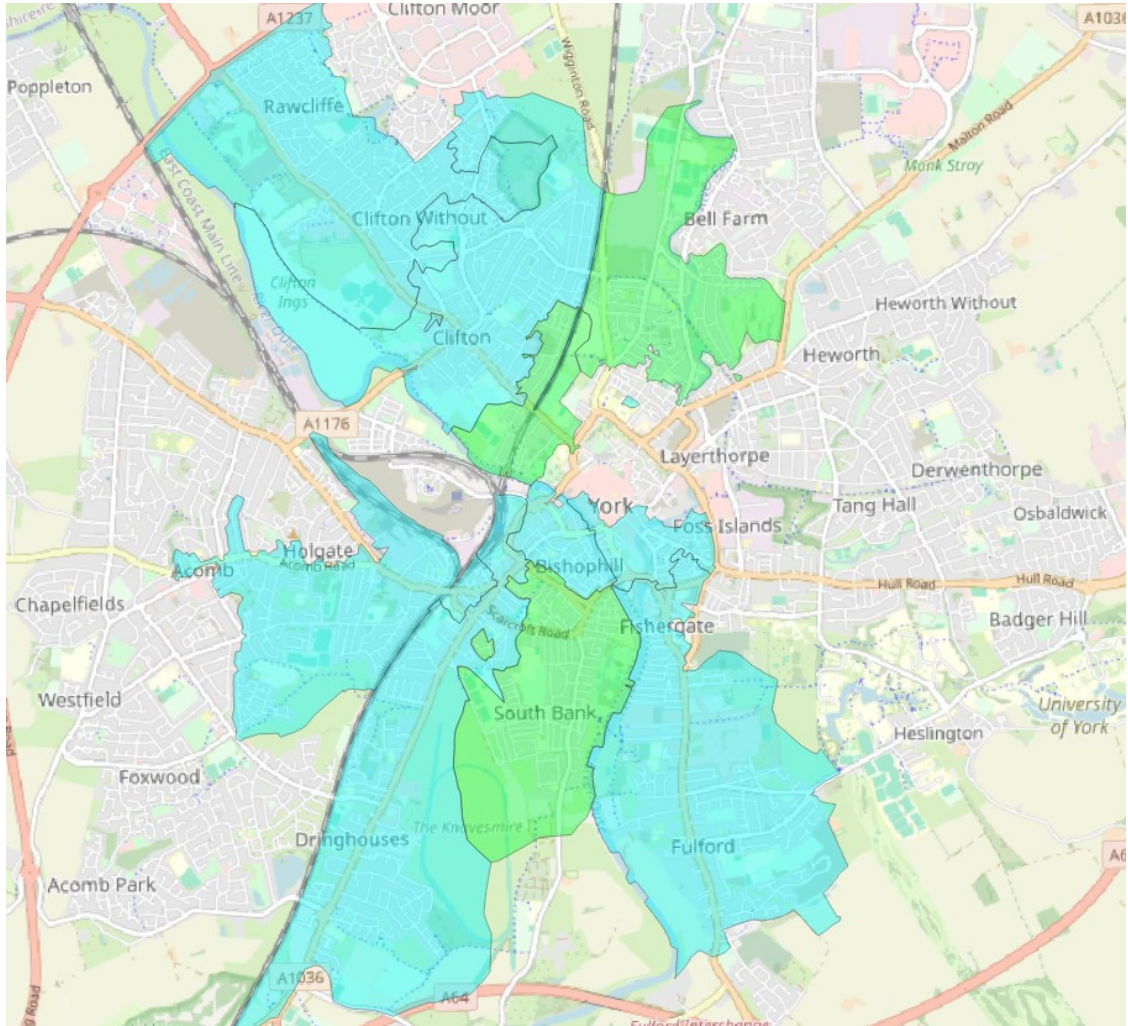 Clifton Moor
A1237
A1036
Poppleton
Wigginton Road
Rawcliffe
Malton Road
Monk Stray
East Coast Main Line
Clifton Without
Bell Farm
Clifton
Ings
Heworth Without
Clifton
Heworth
A1176
Layerthorpe
Derwenthorpe
York
Tang Hall
Osbaldwick
Foss Islands
Holgate
Acomb Road
Acomb
Bishophill
Hull Road
Hull Road
Chapelfields
Scarcroft Road
Fishergate
Badger Hill
Westfield
South Bank
University
of York
Heslington
Road
Foxwood
The Knavesmire
Dringhouses
Fulford
A6
Acomb Park
A1036
A64
Road
Fulford Interchange